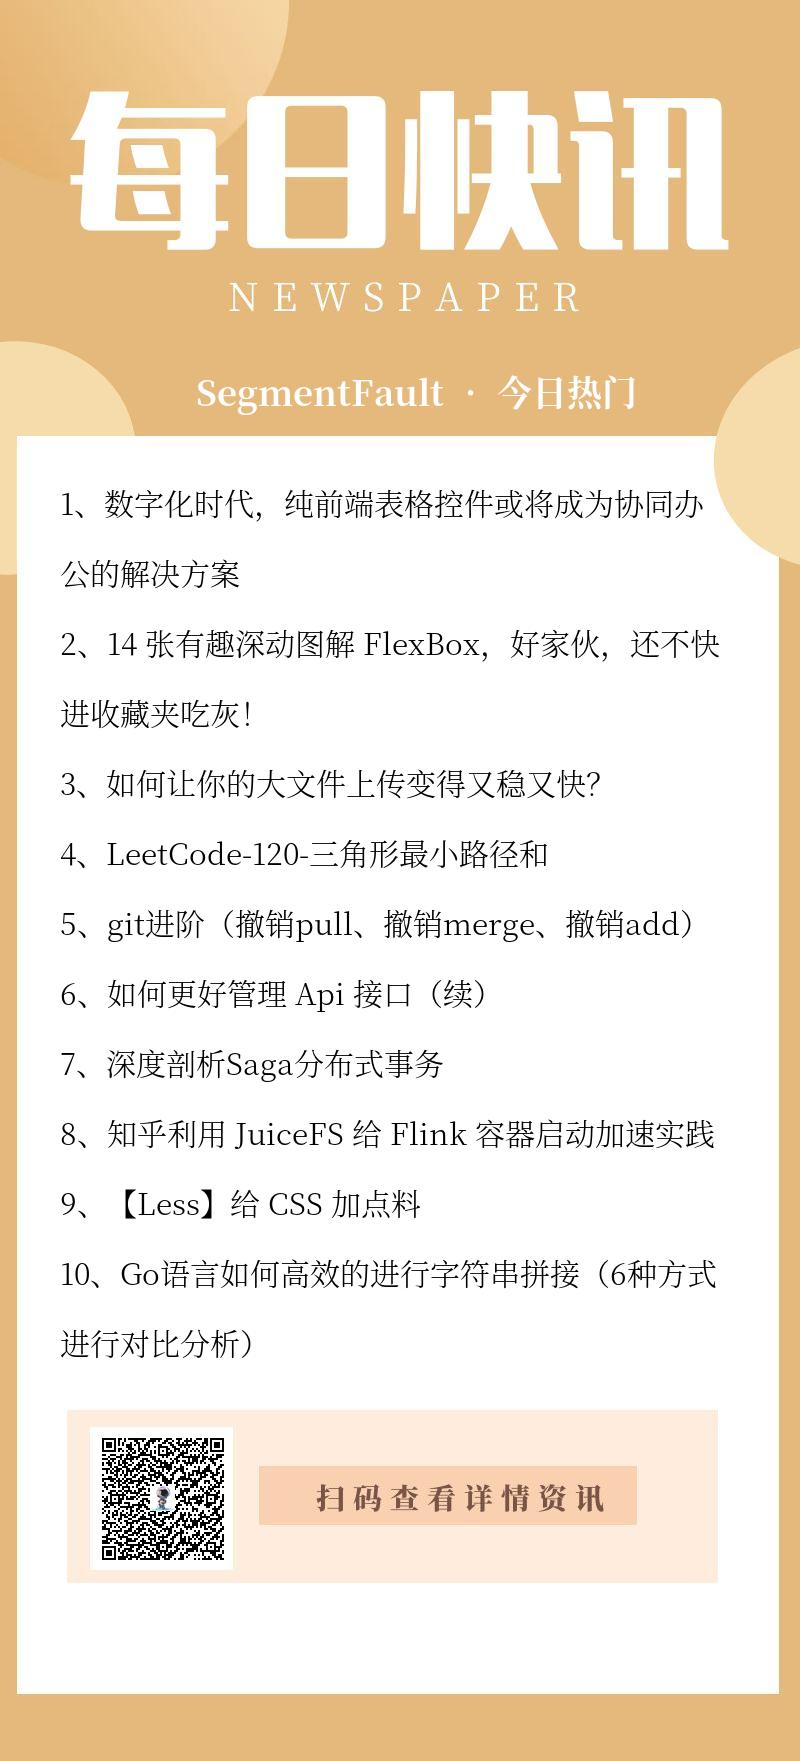 每日快讯
NEWSPAPER
SegmentFault · 今日热门
1、数字化时代，纯前端表格控件或将成为协同办
公的解决方案
2、14 张有趣深动图解 FlexBox，好家伙，还不快
进收藏夹吃灰！
3、如何让你的大文件上传变得又稳又快？
4、LeetCode-120-三角形最小路径和
5、git进阶（撤销pull、撤销merge、撤销add）
6、如何更好管理 Api 接口（续）
7、深度剖析Saga分布式事务
8、知乎利用 JuiceFS 给 Flink 容器启动加速实践
9、【Less】给 CSS 加点料
10、Go语言如何高效的进行字符串拼接（6种方式
进行对比分析）
扫码查看详情资讯